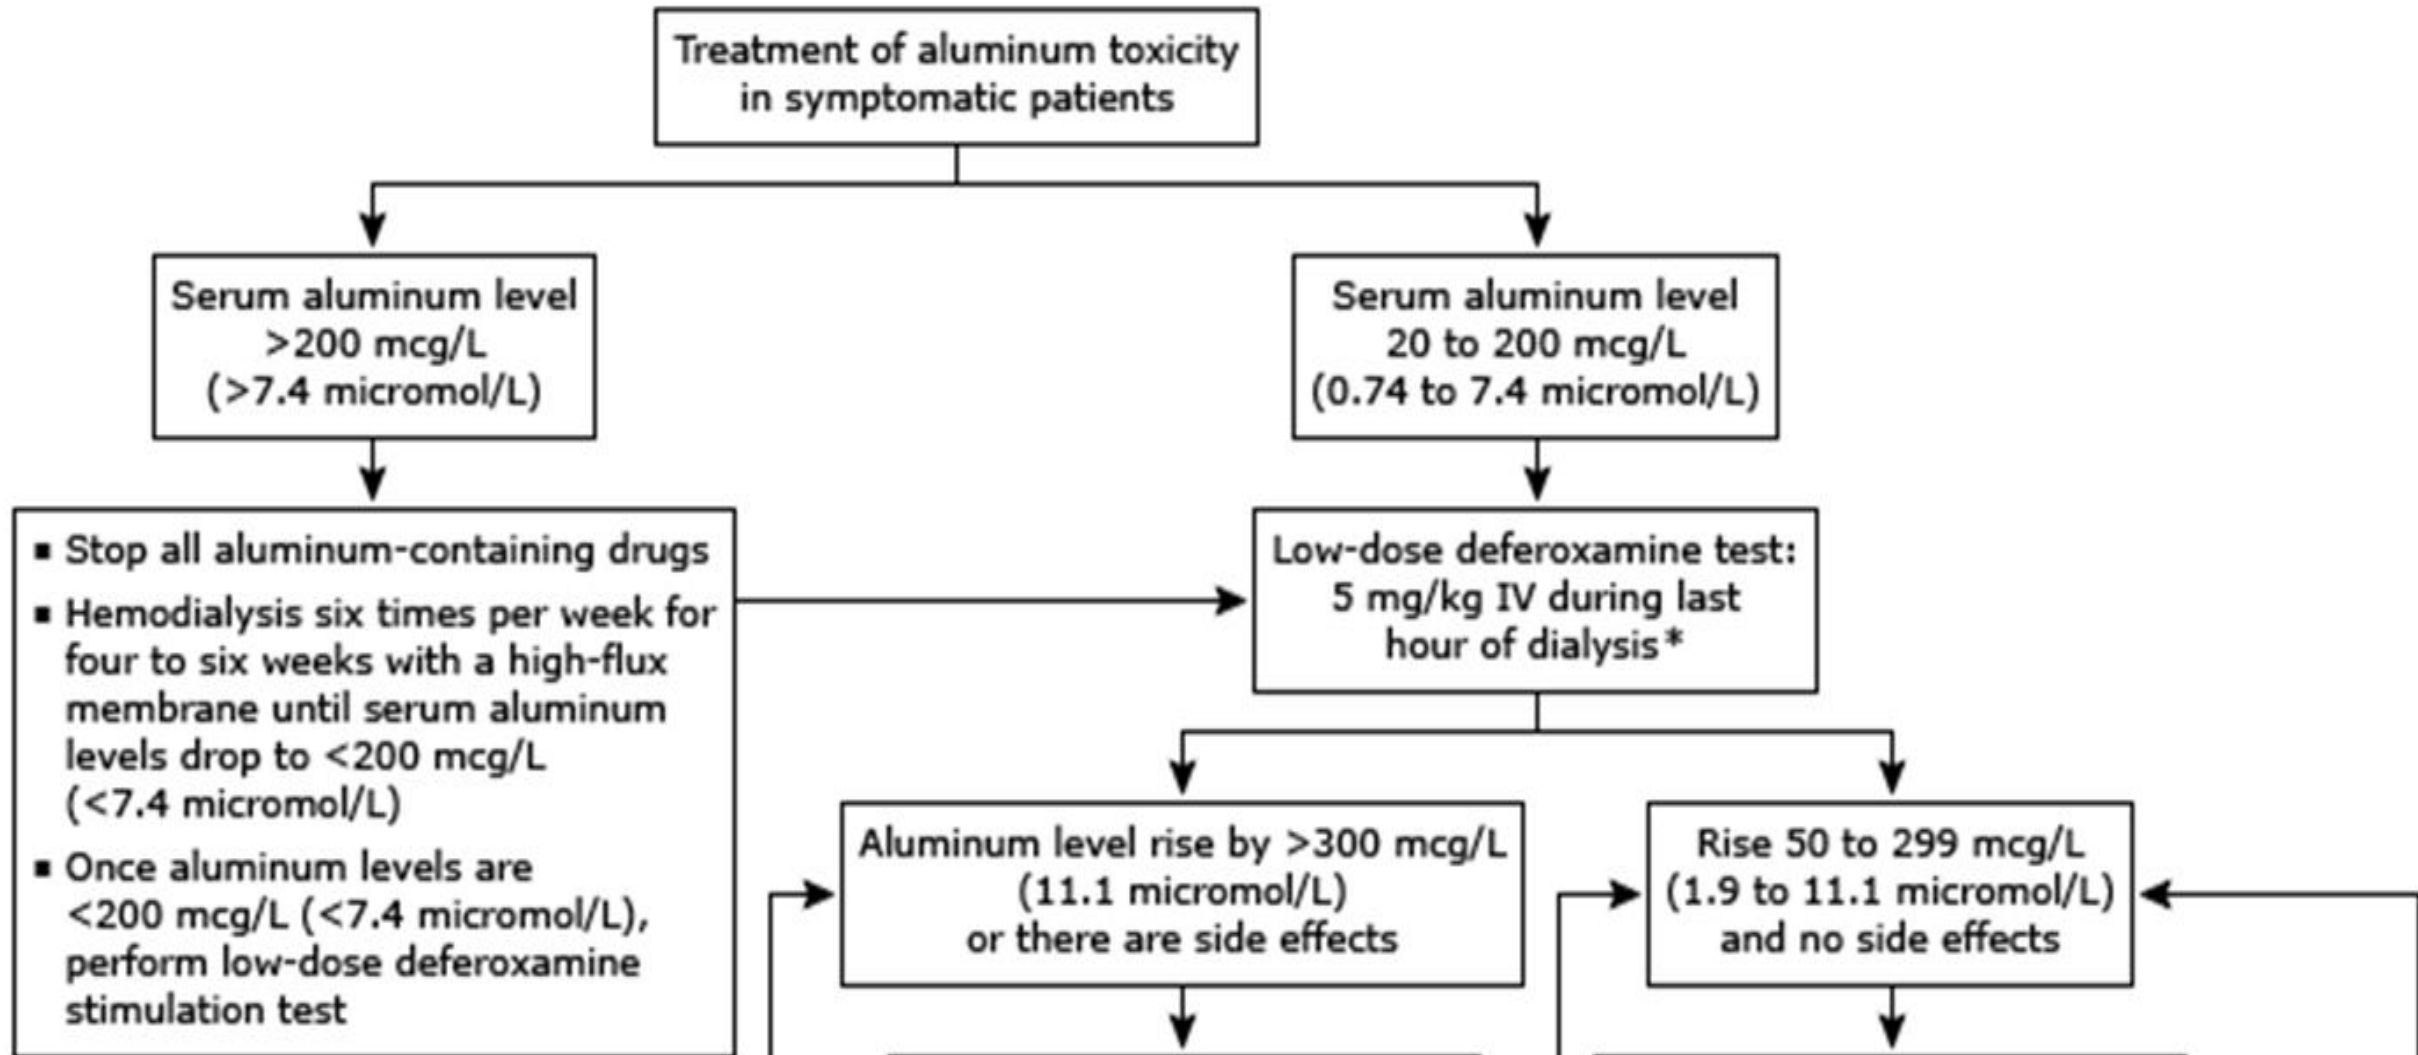 Treatment of aluminum toxicity
in symptomatic patients
Serum aluminum level
>200 mcg/L
(>7.4 micromol/L)
Serum aluminum level
20 to 200 mcg/L
(0.74 to 7.4 micromol/L)
▪ Stop all aluminum-containing drugs
▪ Hemodialysis six times per week for
four to six weeks with a high-flux
membrane until serum aluminum
levels drop to <200 mcg/L
(<7.4 micromol/L)
▪ Once aluminum levels are
<200 mcg/L (<7.4 micromol/L),
perform low-dose deferoxamine
stimulation test
Low-dose deferoxamine test:
5 mg/kg IV during last
hour of dialysis*
Aluminum level rise by >300 mcg/L
(11.1 micromol/L)
or there are side effects
Rise 50 to 299 mcg/L
(1.9 to 11.1 micromol/L)
and no side effects